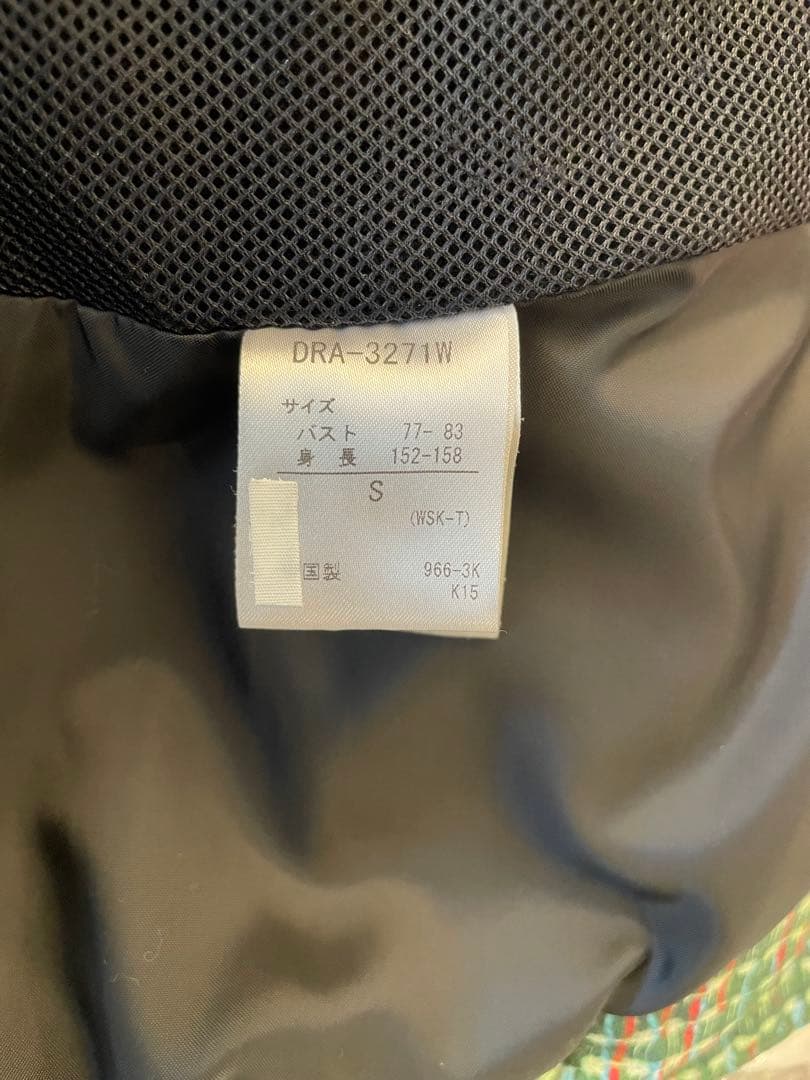 DRA-3271W
サイズ
バスト 77- 83
身 長 152-158
S
(WSK-T)
国製 966-3K
K15